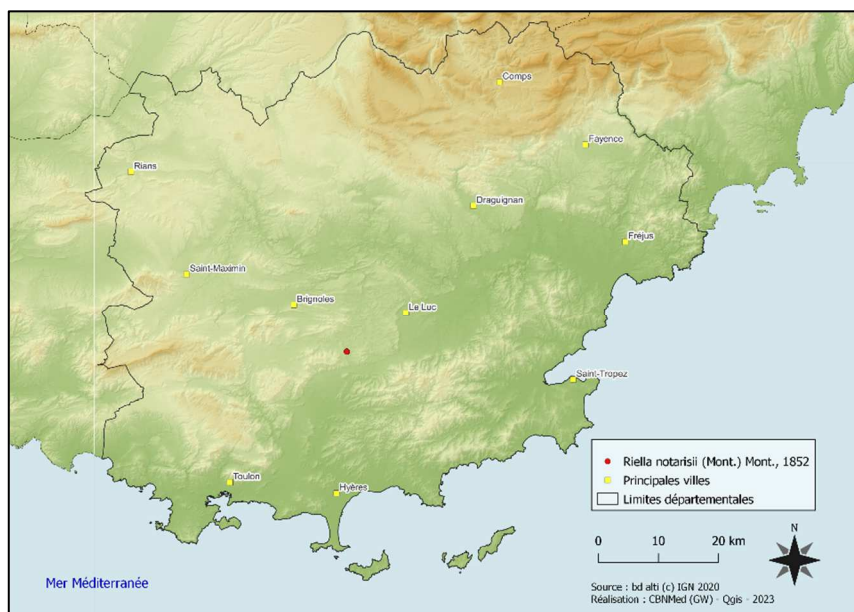 Comps
Fayence
Rians
Draguignan
Fréjus
Saint-Maximin
Brignoles
Le Luc
Saint-Tropez
Toulon
Hyères
Riella notarisii (Mont.) Mont., 1852
Principales villes
Limites départementales
N
0 10 20 km
Mer Méditerranée
Source : bd alti (c) IGN 2020
Réalisation : CBNMed (GW) - Qgis - 2023